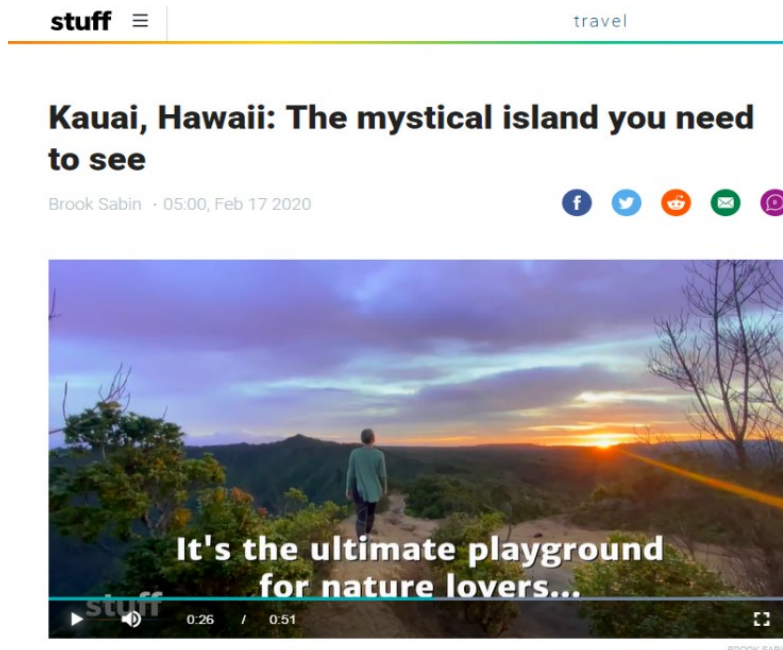 stuff
travel
Kauai, Hawaii: The mystical island you need
to see
Brook Sabin · 05:00, Feb 17 2020
It's the ultimate playground
for nature lovers...
stuff
0:26 / 0:51